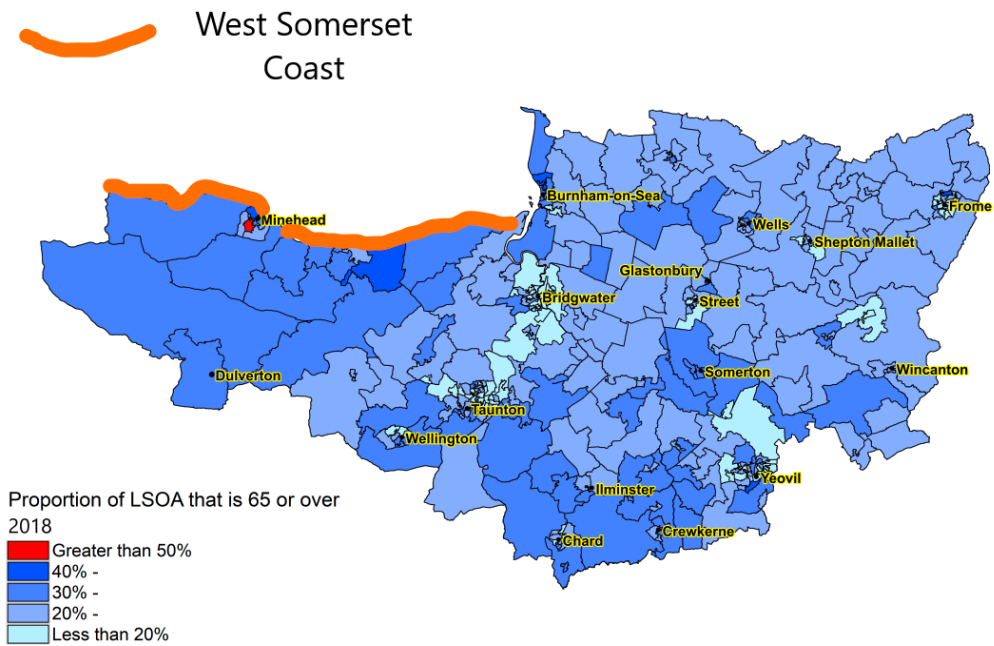 West Somerset
Coast
Minehead
Burnham-on-Sea
Frome
Wells
Shepton Mallet
Glastonbury
Street
Bridgwater
Dulverton
Somerton
Wincanton
Taunton
Wellington
Yeovil
Ilminster
Chard
Crewkerne
Proportion of LSOA that is 65 or over
2018
Greater than 50%
40% -
30% -
20% -
Less than 20%